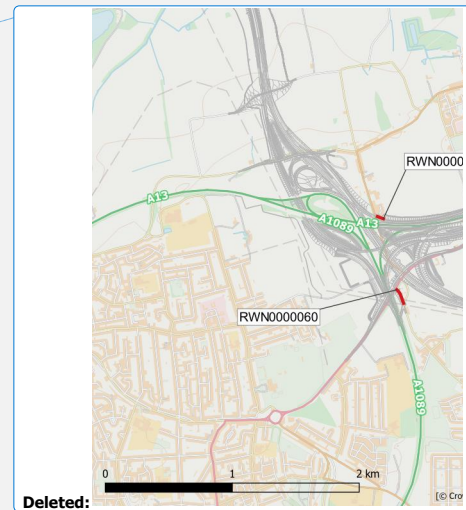 RWN0000
A13
A1089
A13
RWN0000060
A1089
0 1 2 km
[© Cro
Deleted: